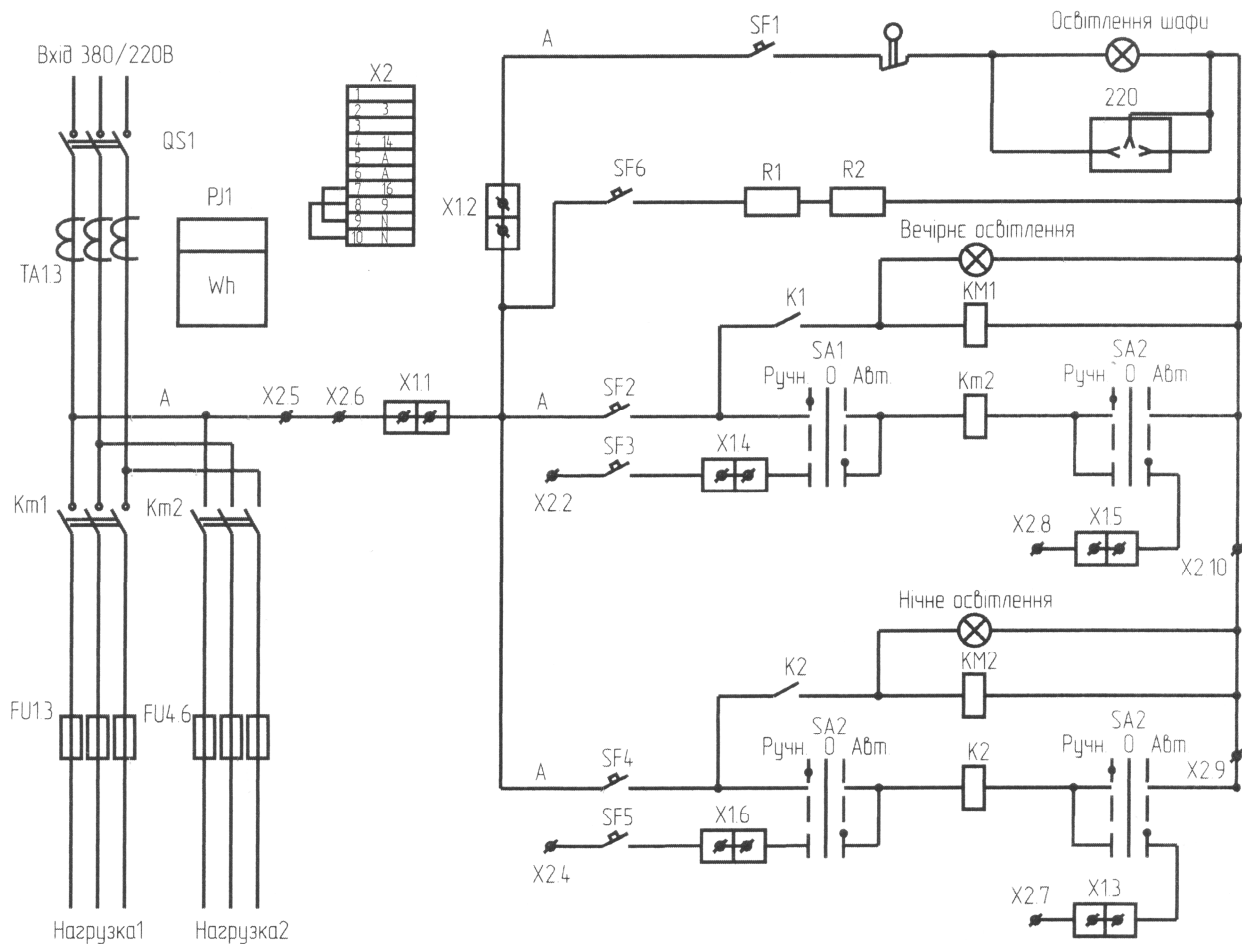 Вхід 380/220В
QS1
X2
1
2 3
3
4 14
5 A
6 A
7 16
8 9
9 N
10 N
PJ1
Wh
TA1.3
A
X2.5
X2.6
X1.1
X1.2
Km1
Km2
FU1.3
FU4.6
Нагрузка1
Нагрузка2
A
SF1
Освітлення шафи
220
SF6
R1
R2
Вечірнє освітлення
K1
KM1
A
SF2
SA1
Ручн. 0 Авт.
Km2
SA2
Ручн. 0 Авт
SF3
X1.4
X2.2
X2.8
X1.5
X2.10
Нічне освітлення
K2
KM2
A
SF4
SA2
Ручн. 0 Авт.
K2
SA2
Ручн. 0 Авт
X2.9
SF5
X1.6
X2.4
X2.7
X1.3